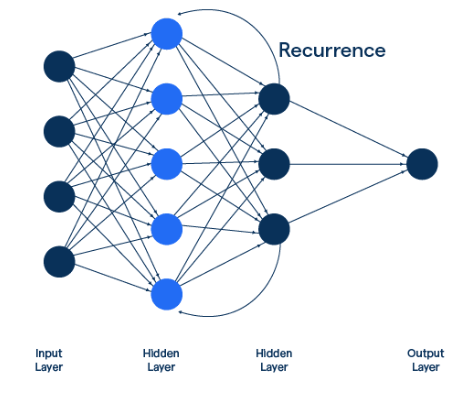 Recurrence
Input
Layer
Hidden
Layer
Hidden
Layer
Output
Layer